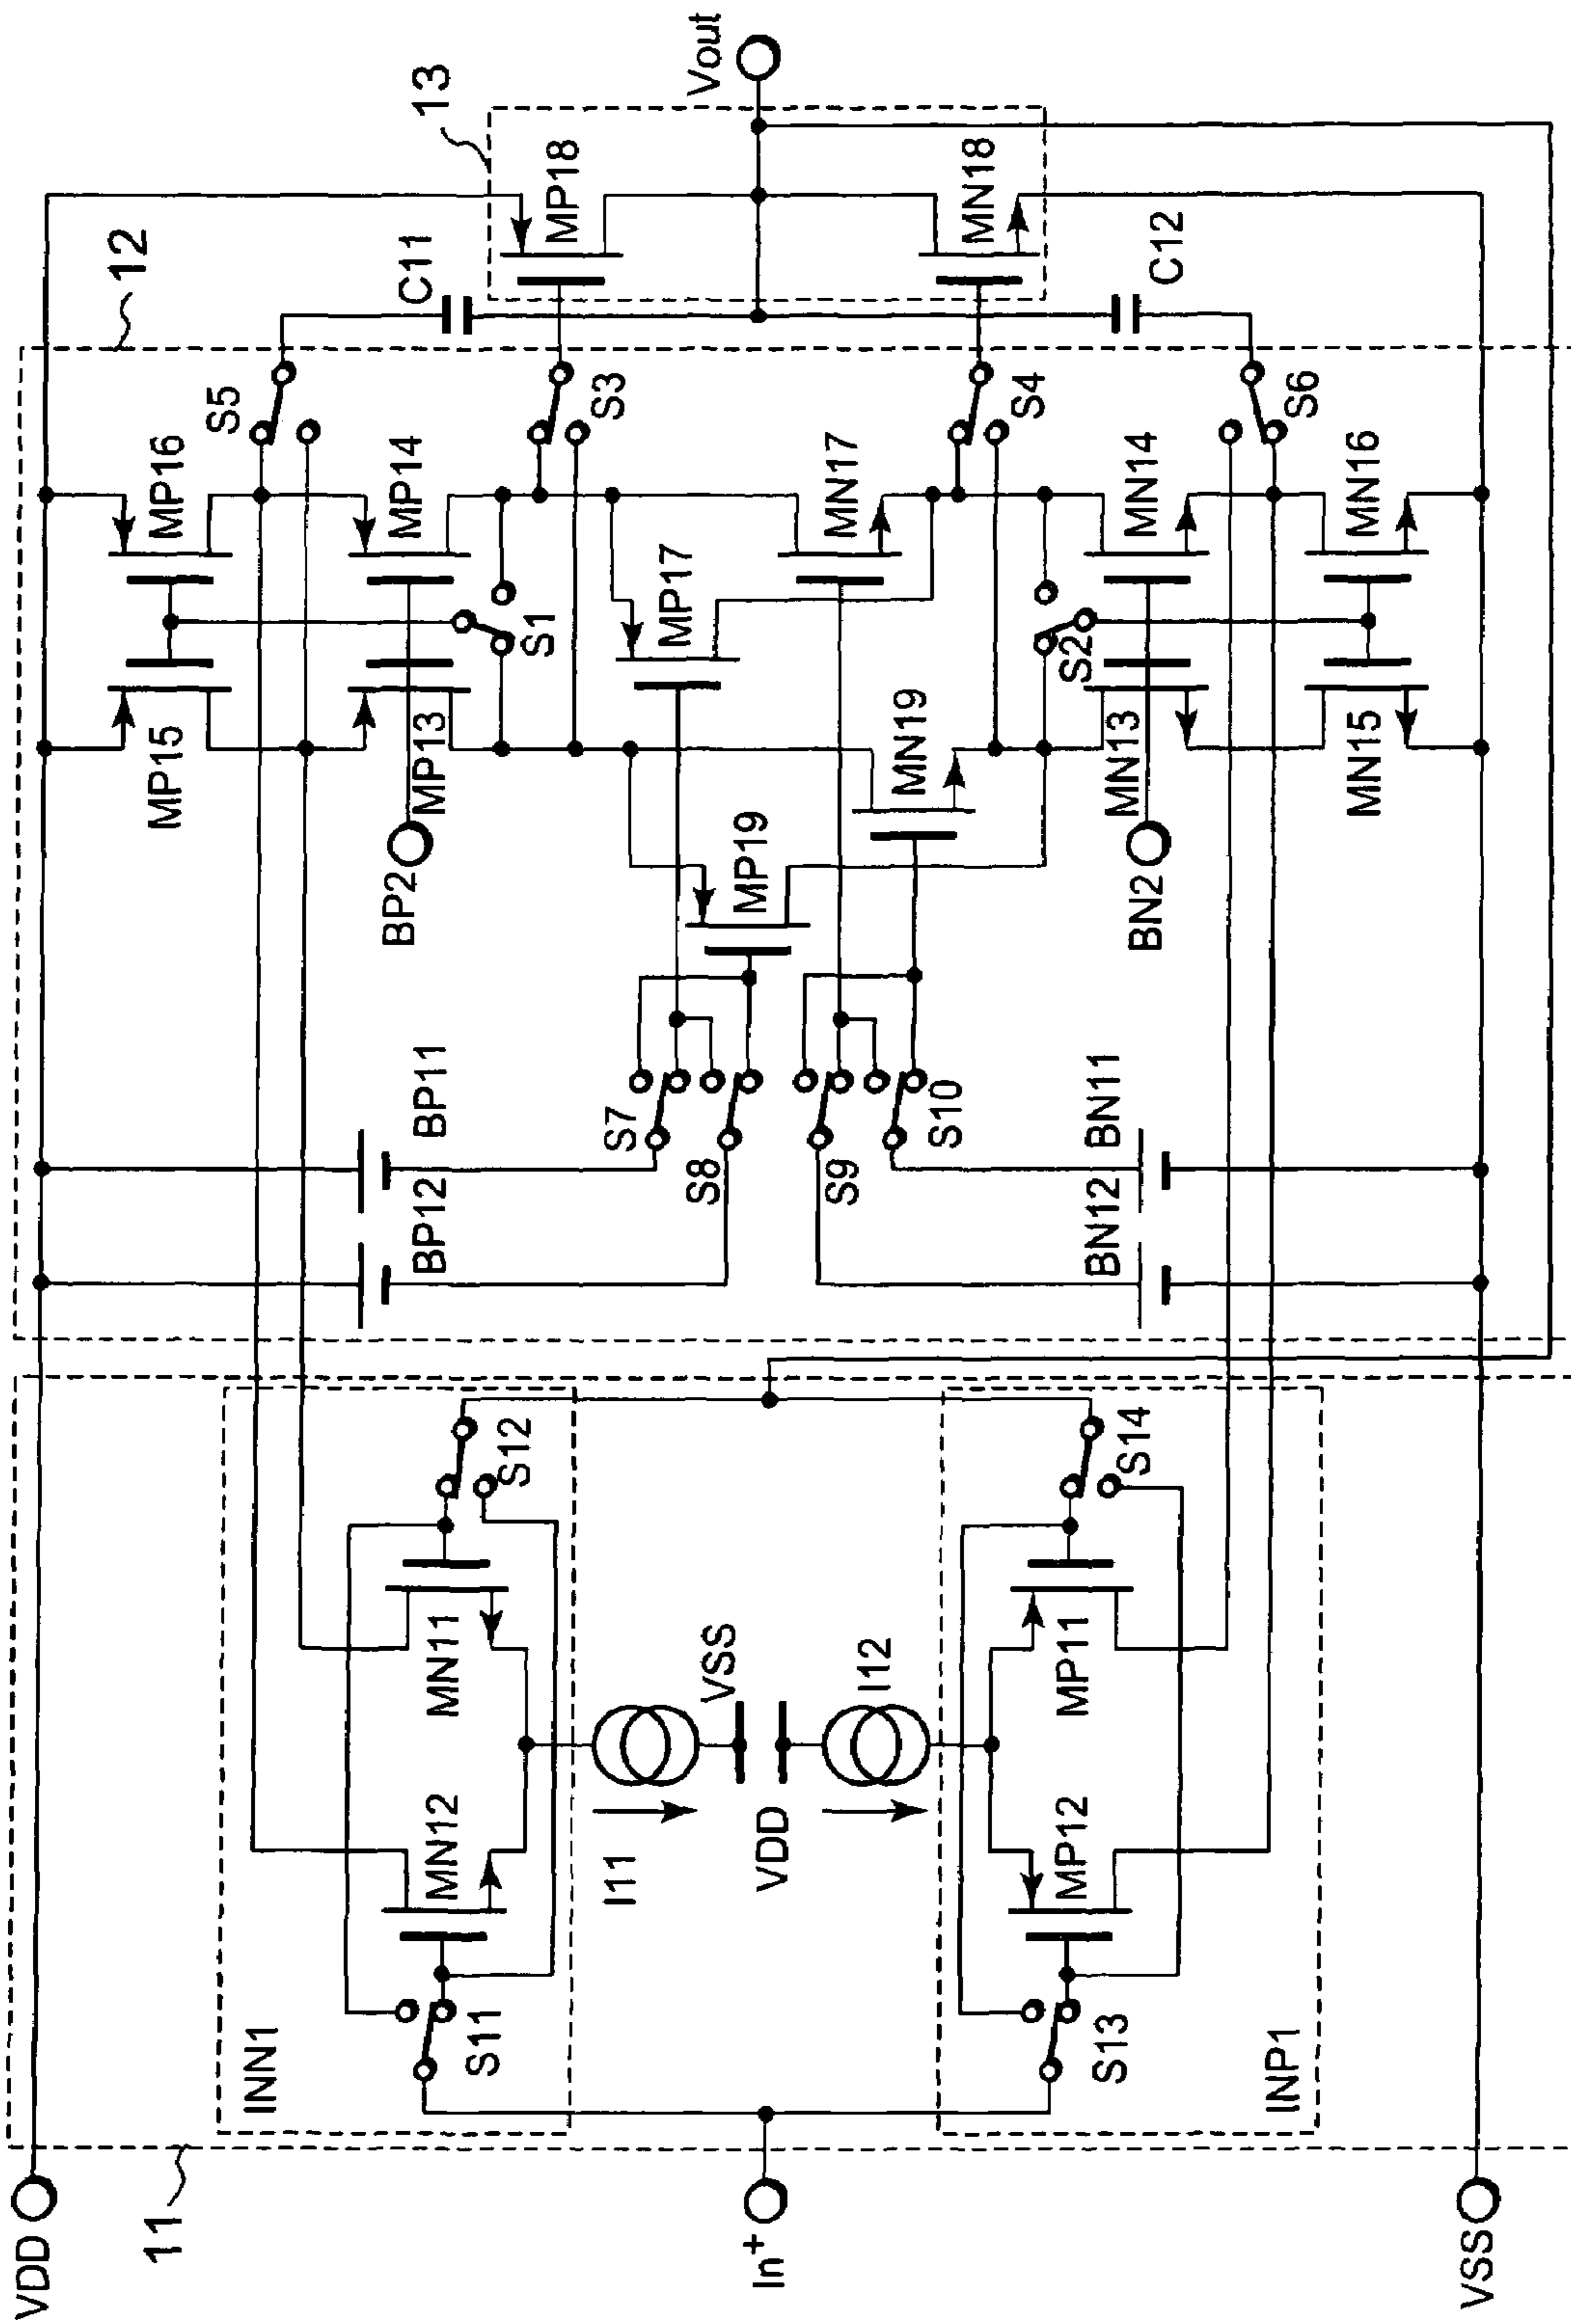 VDD
11
In+
VSS
INN1
S11
MN12
MN11
S12
I11
VSS
VDD
I12
INP1
S13
MP12
MP11
S14
12
BP12
BP11
BN12
BN11
S7
S8
S9
S10
BP2
BN2
MP15
MP16
MP13
MP14
S1
S5
S3
MP19
MP17
MN19
MN17
S4
S2
MN13
MN14
S6
MN15
MN16
C11
C12
13
MP18
MN18
Vout